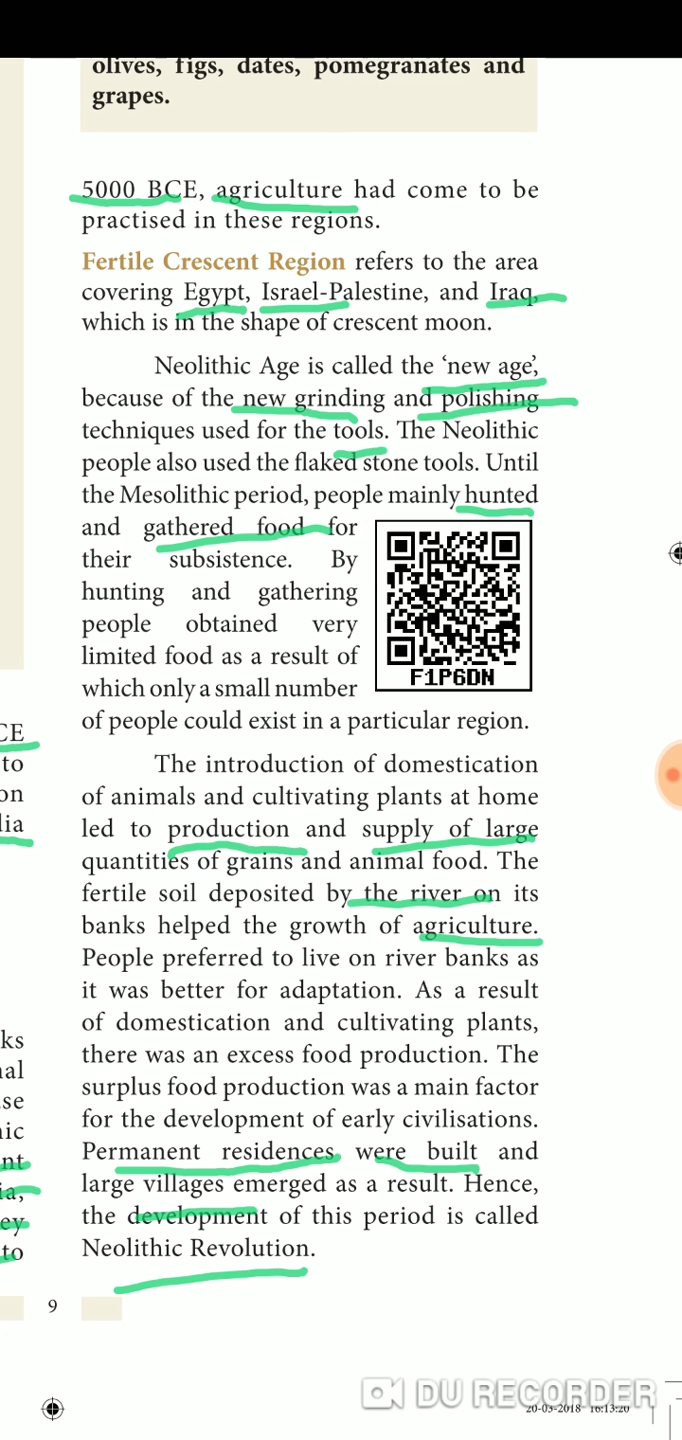 olives, figs, dates, pomegranates and
grapes.
5000 BCE, agriculture had come to be
practised in these regions.
Fertile Crescent Region refers to the area
covering Egypt, Israel-Palestine, and Iraq,
which is in the shape of crescent moon.
Neolithic Age is called the ‘new age’,
because of the new grinding and polishing
techniques used for the tools. The Neolithic
people also used the flaked stone tools. Until
the Mesolithic period, people mainly hunted
and gathered food for
their subsistence. By
hunting and gathering
people obtained very
limited food as a result of
which only a small number
F1P6DN
of people could exist in a particular region.
The introduction of domestication
of animals and cultivating plants at home
led to production and supply of large
quantities of grains and animal food. The
fertile soil deposited by the river on its
banks helped the growth of agriculture.
People preferred to live on river banks as
it was better for adaptation. As a result
of domestication and cultivating plants,
there was an excess food production. The
surplus food production was a main factor
for the development of early civilisations.
Permanent residences were built and
large villages emerged as a result. Hence,
the development of this period is called
Neolithic Revolution.
9
DU RECORDER
20-03-2018 16:13:20